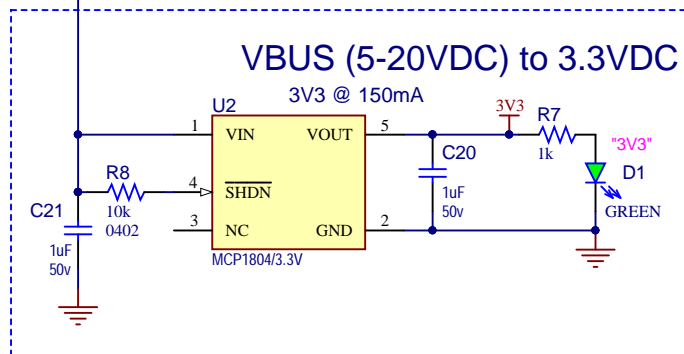 VBUS (5-20VDC) to 3.3VDC
3V3 @ 150mA
U2
1 VIN VOUT 5
3V3
R7
1k
"3V3"
D1
GREEN
C20
1uF
50v
R8
10k
0402
4 SHDN
C21
1uF
50v
3 NC GND 2
MCP1804/3.3V